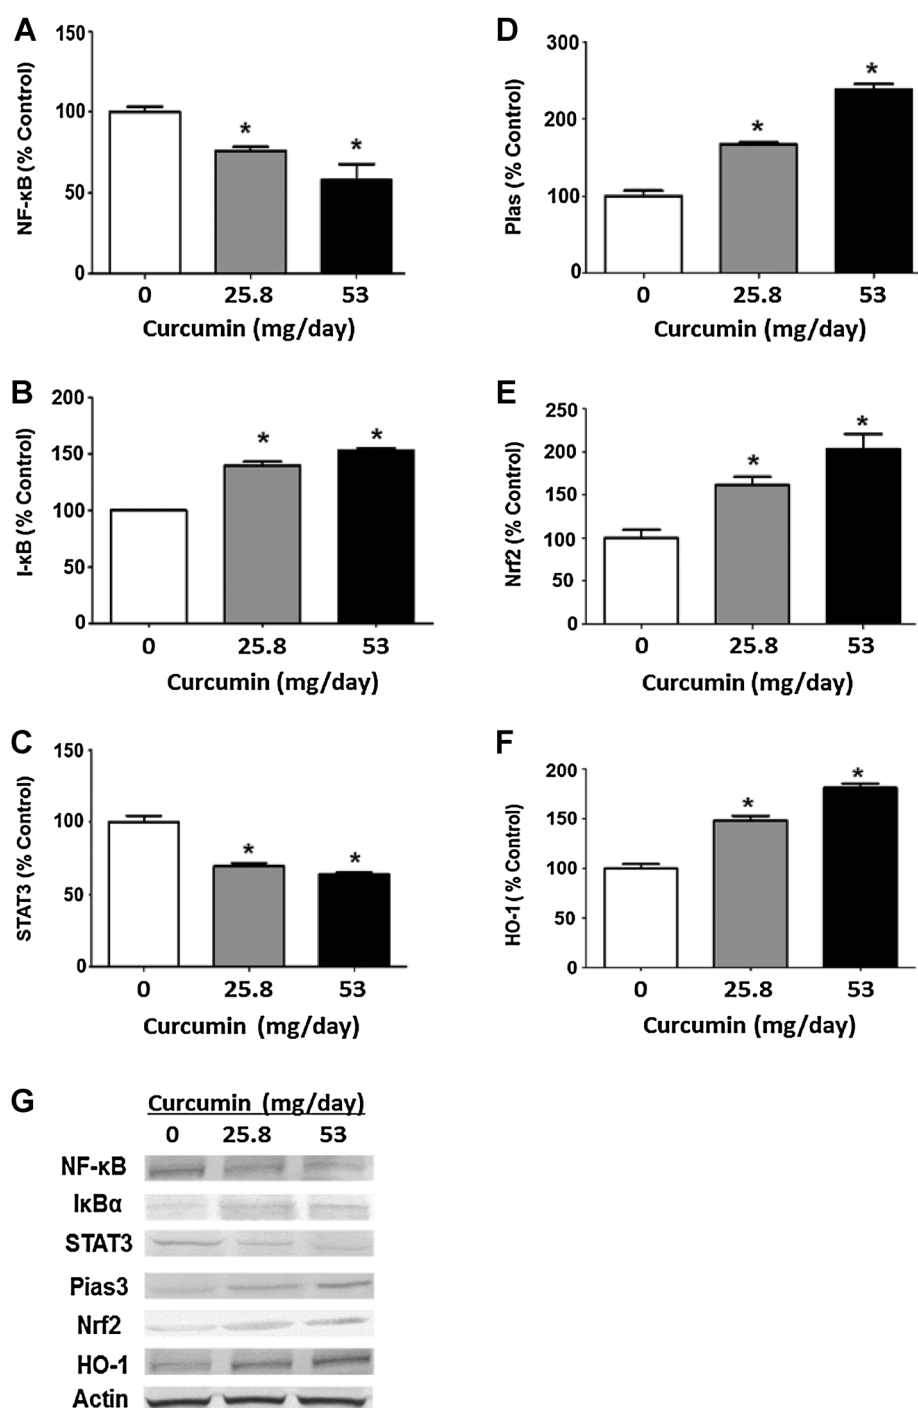 A
NF-κB (% Control)
150
100
50
0
*
*
0 25.8 53
Curcumin (mg/day)
D
Plas (% Control)
300
200
100
0
*
*
0 25.8 53
Curcumin (mg/day)
B
I-κB (% Control)
200
150
100
50
0
*
*
0 25.8 53
Curcumin (mg/day)
E
Nrf2 (% Control)
250
200
150
100
50
0
*
*
0 25.8 53
Curcumin (mg/day)
C
STAT3 (% Control)
150
100
50
0
*
*
0 25.8 53
Curcumin (mg/day)
F
HO-1 ( % Control)
200
150
100
50
0
*
*
0 25.8 53
Curcumin (mg/day)
G
Curcumin (mg/day)
0 25.8 53
NF-κB
IκBα
STAT3
Pias3
Nrf2
HO-1
Actin